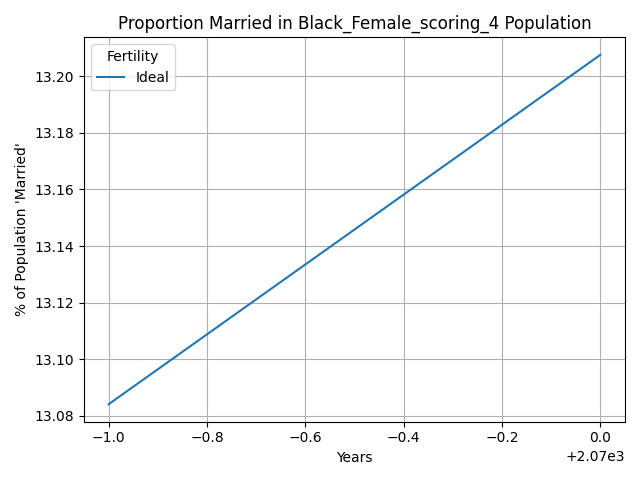 Proportion Married in Black_Female_scoring_4 Population
Fertility
Ideal
% of Population 'Married'
13.20
13.18
13.16
13.14
13.12
13.10
13.08
−1.0 −0.8 −0.6 −0.4 −0.2 0.0
+2.07e3
Years